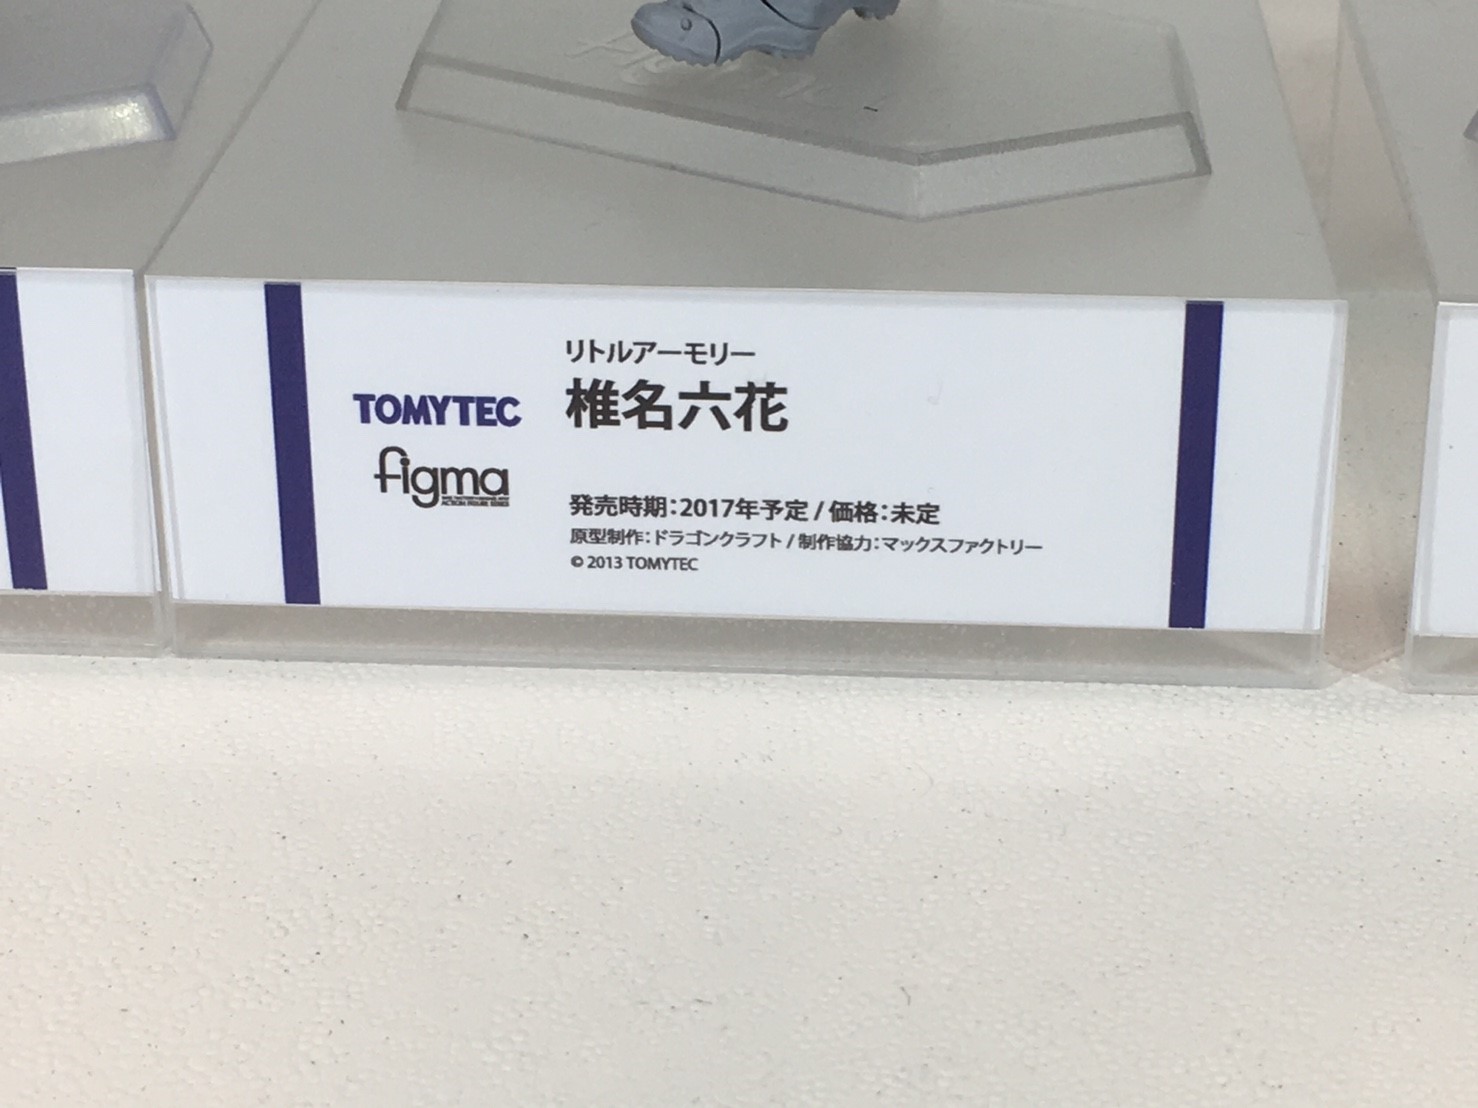 リトルアーモリー
TOMYTEC
椎名六花
figma
ACTION FIGURE SERIES
発売時期：2017年予定 / 価格：未定
原型制作：ドラゴンクラフト / 制作協力：マックスファクトリー
© 2013 TOMYTEC